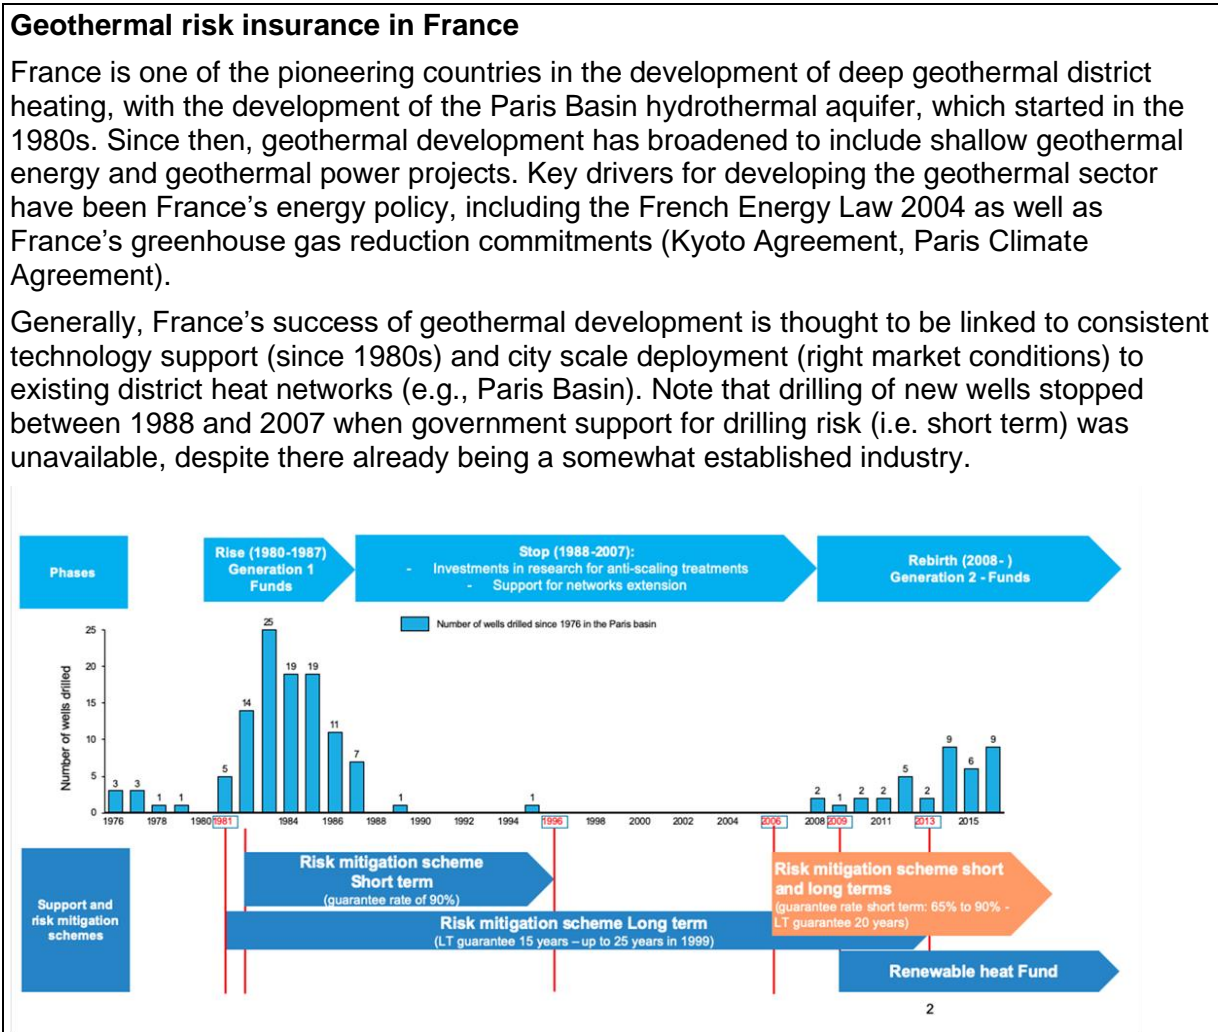 Geothermal risk insurance in France
France is one of the pioneering countries in the development of deep geothermal district
heating, with the development of the Paris Basin hydrothermal aquifer, which started in the
1980s. Since then, geothermal development has broadened to include shallow geothermal
energy and geothermal power projects. Key drivers for developing the geothermal sector
have been France’s energy policy, including the French Energy Law 2004 as well as
France’s greenhouse gas reduction commitments (Kyoto Agreement, Paris Climate
Agreement).
Generally, France’s success of geothermal development is thought to be linked to consistent
technology support (since 1980s) and city scale deployment (right market conditions) to
existing district heat networks (e.g., Paris Basin). Note that drilling of new wells stopped
between 1988 and 2007 when government support for drilling risk (i.e. short term) was
unavailable, despite there already being a somewhat established industry.
Phases
Rise (1980-1987)
Generation 1
Funds
Stop (1988-2007):
- Investments in research for anti-scaling treatments
- Support for networks extension
Rebirth (2008- )
Generation 2 - Funds
Number of wells drilled since 1976 in the Paris basin
Number of wells drilled
25
20
15
10
5
0
3 3 1 1 5 14 25 19 19 11 7 1 1 2 1 2 2 5 2 9 6 9
1976 1978 1980 1981 1984 1986 1988 1990 1992 1994 1996 1998 2000 2002 2004 2006 2008 2009 2011 2013 2015
Support and
risk mitigation
schemes
Risk mitigation scheme
Short term
(guarantee rate of 90%)
Risk mitigation scheme Long term
(LT guarantee 15 years – up to 25 years in 1999)
Risk mitigation scheme short
and long terms
(guarantee rate short term: 65% to 90% -
LT guarantee 20 years)
Renewable heat Fund
2